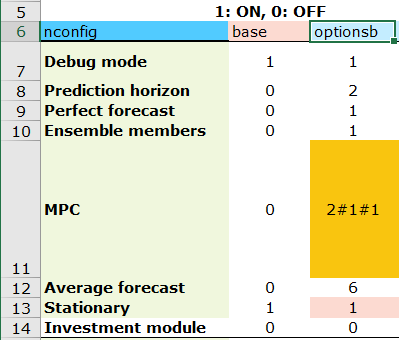 5 1: ON, 0: OFF
6 nconfig base optionsb
7 Debug mode 1 1
8 Prediction horizon 0 2
9 Perfect forecast 0 1
10 Ensemble members 0 1
11 MPC 0 2#1#1
12 Average forecast 0 6
13 Stationary 1 1
14 Investment module 0 0